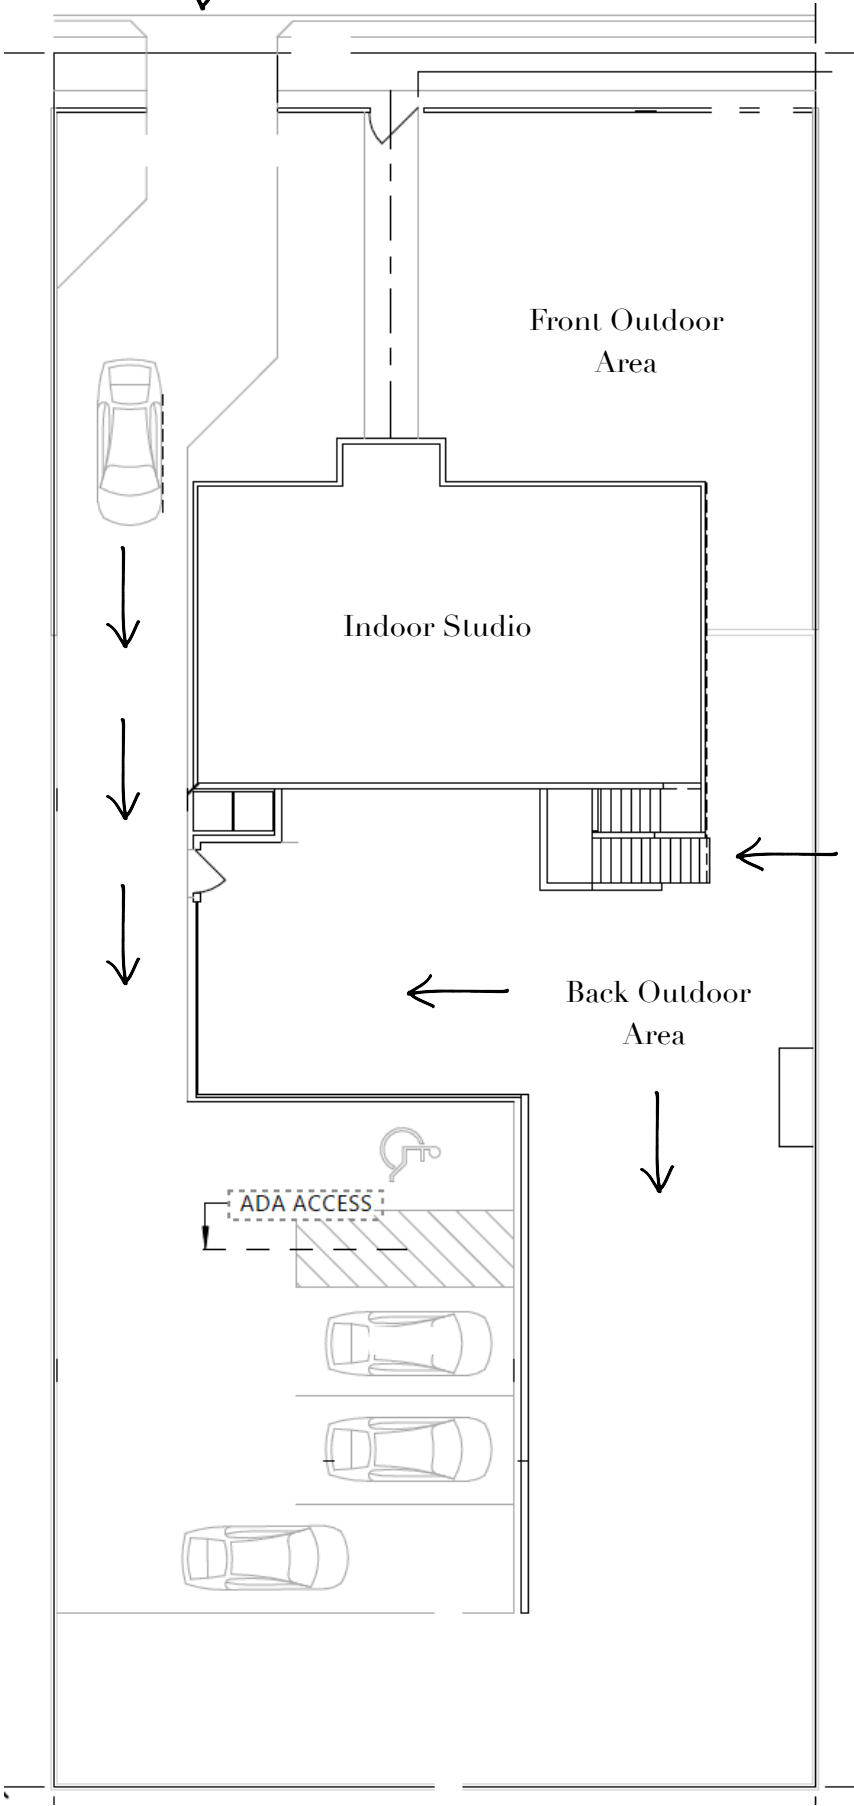 Front Outdoor
Area
Indoor Studio
Back Outdoor
Area
ADA ACCESS